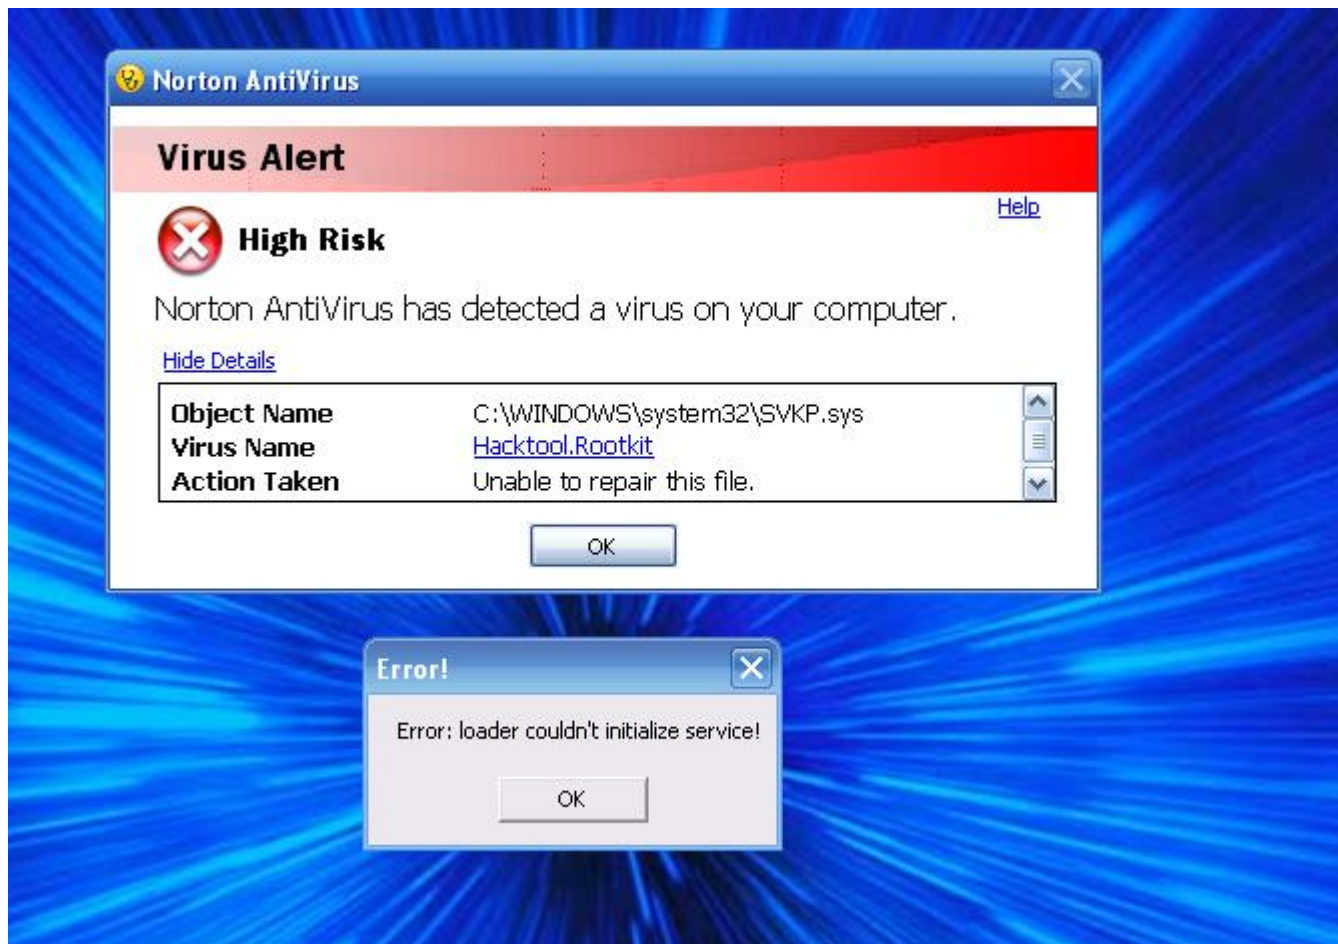 Norton AntiVirus
Virus Alert
Help
High Risk
Norton AntiVirus has detected a virus on your computer.
Hide Details
Object Name C:\WINDOWS\system32\SVKP.sys
Virus Name Hacktool.Rootkit
Action Taken Unable to repair this file.
OK
Error!
Error: loader couldn't initialize service!
OK